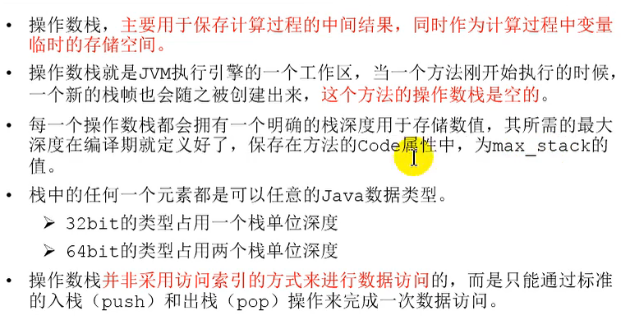 • 操作数栈，主要用于保存计算过程的中间结果，同时作为计算过程中变量
临时的存储空间。
• 操作数栈就是JVM执行引擎的一个工作区，当一个方法刚开始执行的时候，
一个新的栈帧也会随之被创建出来，这个方法的操作数栈是空的。
• 每一个操作数栈都会拥有一个明确的栈深度用于存储数值，其所需的最大
深度在编译期就定义好了，保存在方法的Code属性中，为max_stack的
值。
• 栈中的任何一个元素都是可以任意的Java数据类型。
➢ 32bit的类型占用一个栈单位深度
➢ 64bit的类型占用两个栈单位深度
• 操作数栈并非采用访问索引的方式来进行数据访问的，而是只能通过标准
的入栈（push）和出栈（pop）操作来完成一次数据访问。